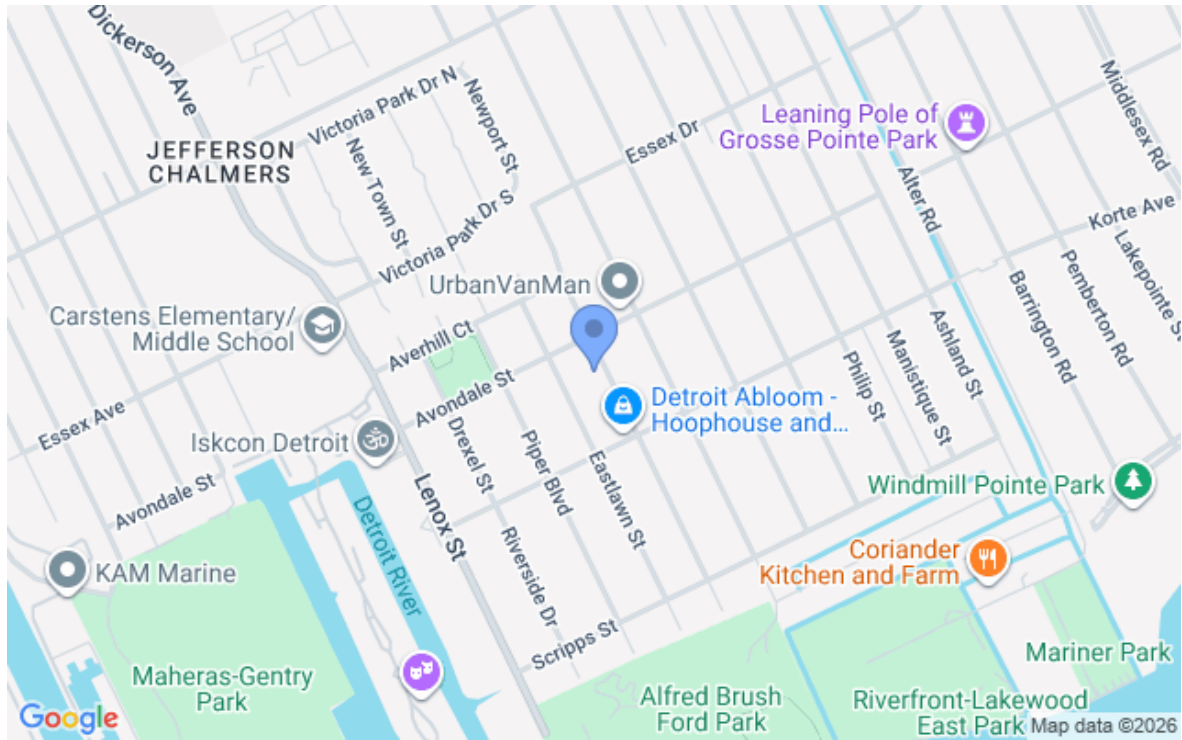 Dickerson Ave
Victoria Park Dr N
Newport St
Essex Dr
Leaning Pole of
Grosse Pointe Park
Middlesex Rd
JEFFERSON
CHALMERS
New Town St
Victoria Park Dr S
Alter Rd
Korte Ave
UrbanVanMan
Carstens Elementary/
Middle School
Averhill Ct
Avondale St
Barrington Rd
Pemberton Rd
Lakepointe St
Essex Ave
Iskcon Detroit
Drexel St
Piper Blvd
Eastlawn St
Detroit Abloom -
Hoophouse and...
Philip St
Manistique St
Ashland St
Avondale St
Lenox St
Detroit River
Riverside Dr
Windmill Pointe Park
KAM Marine
Coriander
Kitchen and Farm
Scripps St
Maheras-Gentry
Park
Alfred Brush
Ford Park
Mariner Park
Riverfront-Lakewood
East Park
Google
Map data ©2026